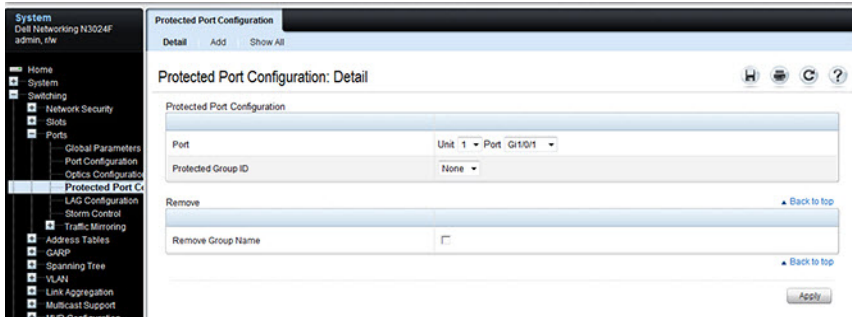 System
Dell Networking N3024F
admin, r/w
Home
System
Switching
Network Security
Slots
Ports
Global Parameters
Port Configuration
Optics Configuratio
Protected Port Co
LAG Configuration
Storm Control
Traffic Mirroring
Address Tables
GARP
Spanning Tree
VLAN
Link Aggregation
Multicast Support
MVR Configuration
Protected Port Configuration
Detail Add Show All
Protected Port Configuration: Detail
Protected Port Configuration
Port Unit 1 Port Gi1/0/1
Protected Group ID None
Remove
Back to top
Remove Group Name
Back to top
Apply